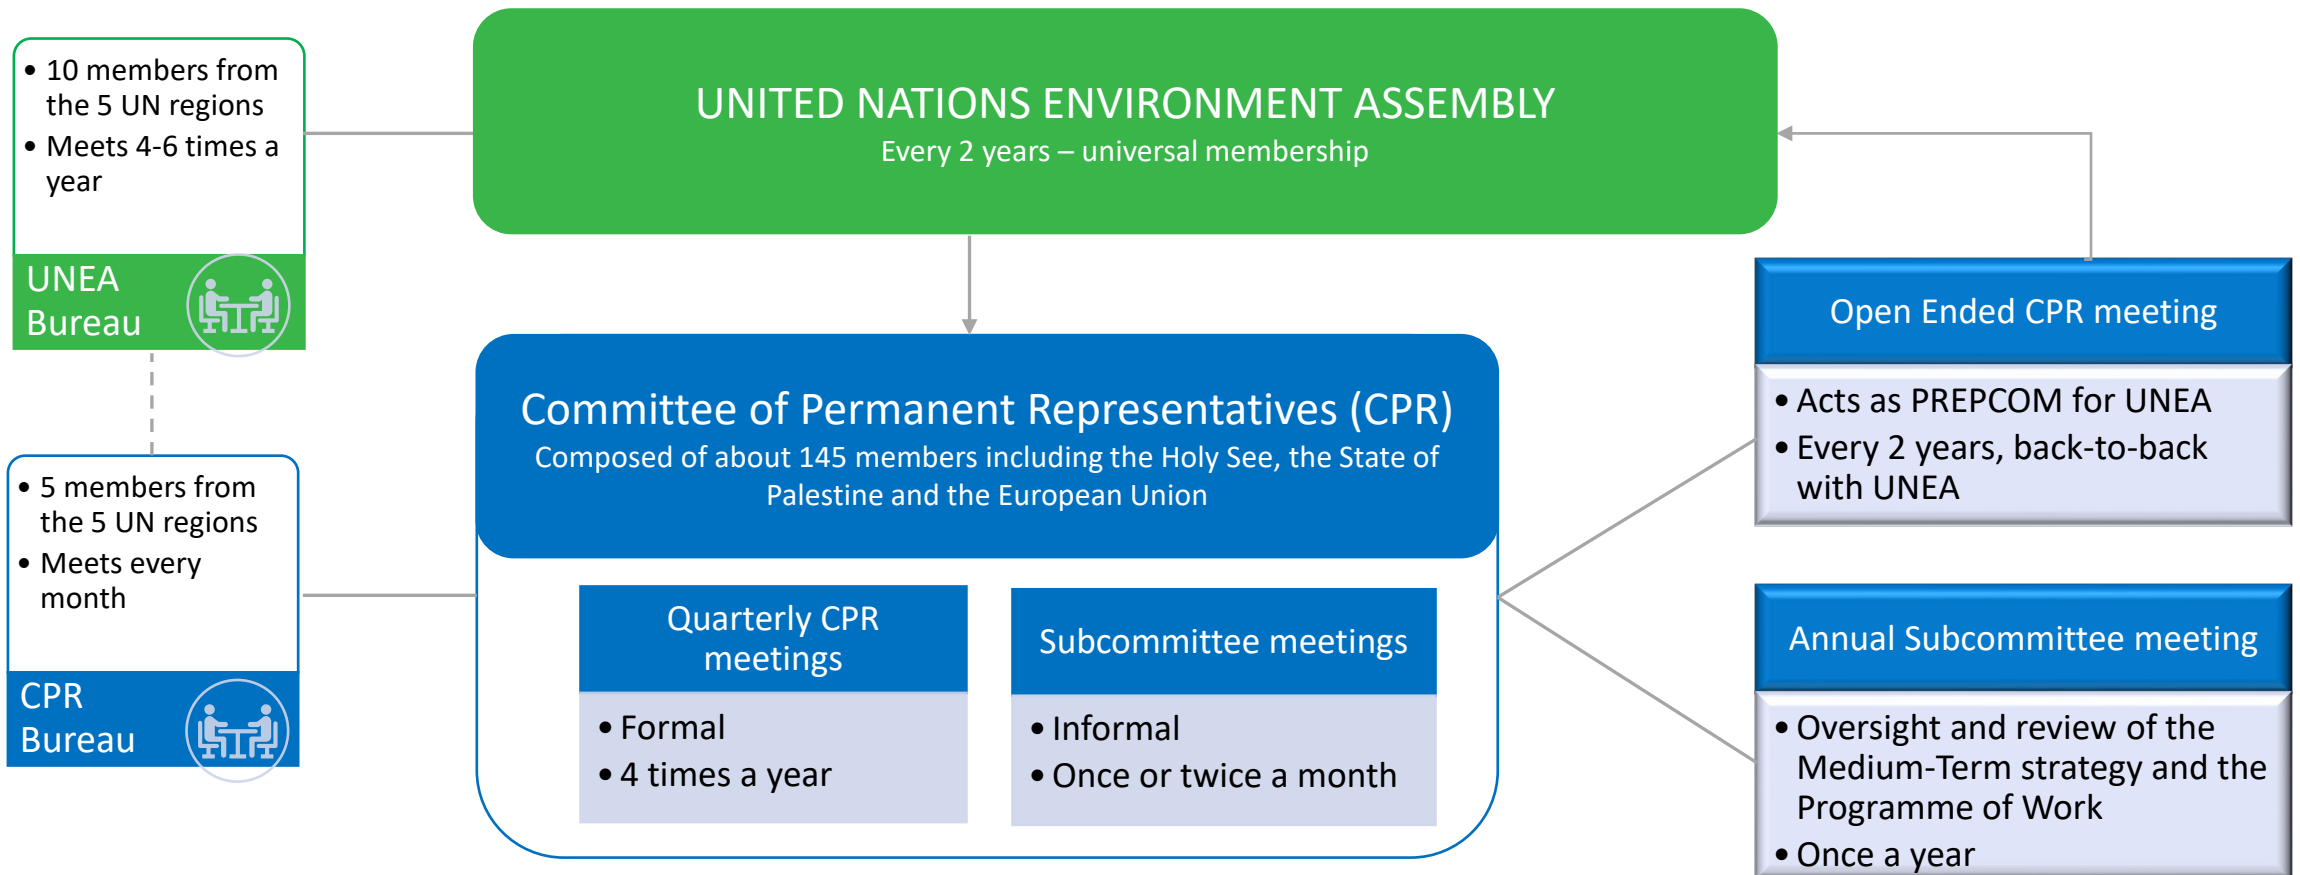 • 10 members from
the 5 UN regions
• Meets 4-6 times a
year
UNEA
Bureau
UNITED NATIONS ENVIRONMENT ASSEMBLY
Every 2 years – universal membership
• 5 members from
the 5 UN regions
• Meets every
month
CPR
Bureau
Committee of Permanent Representatives (CPR)
Composed of about 145 members including the Holy See, the State of
Palestine and the European Union
Quarterly CPR
meetings
• Formal
• 4 times a year
Subcommittee meetings
• Informal
• Once or twice a month
Open Ended CPR meeting
• Acts as PREPCOM for UNEA
• Every 2 years, back-to-back
with UNEA
Annual Subcommittee meeting
• Oversight and review of the
Medium-Term strategy and the
Programme of Work
• Once a year